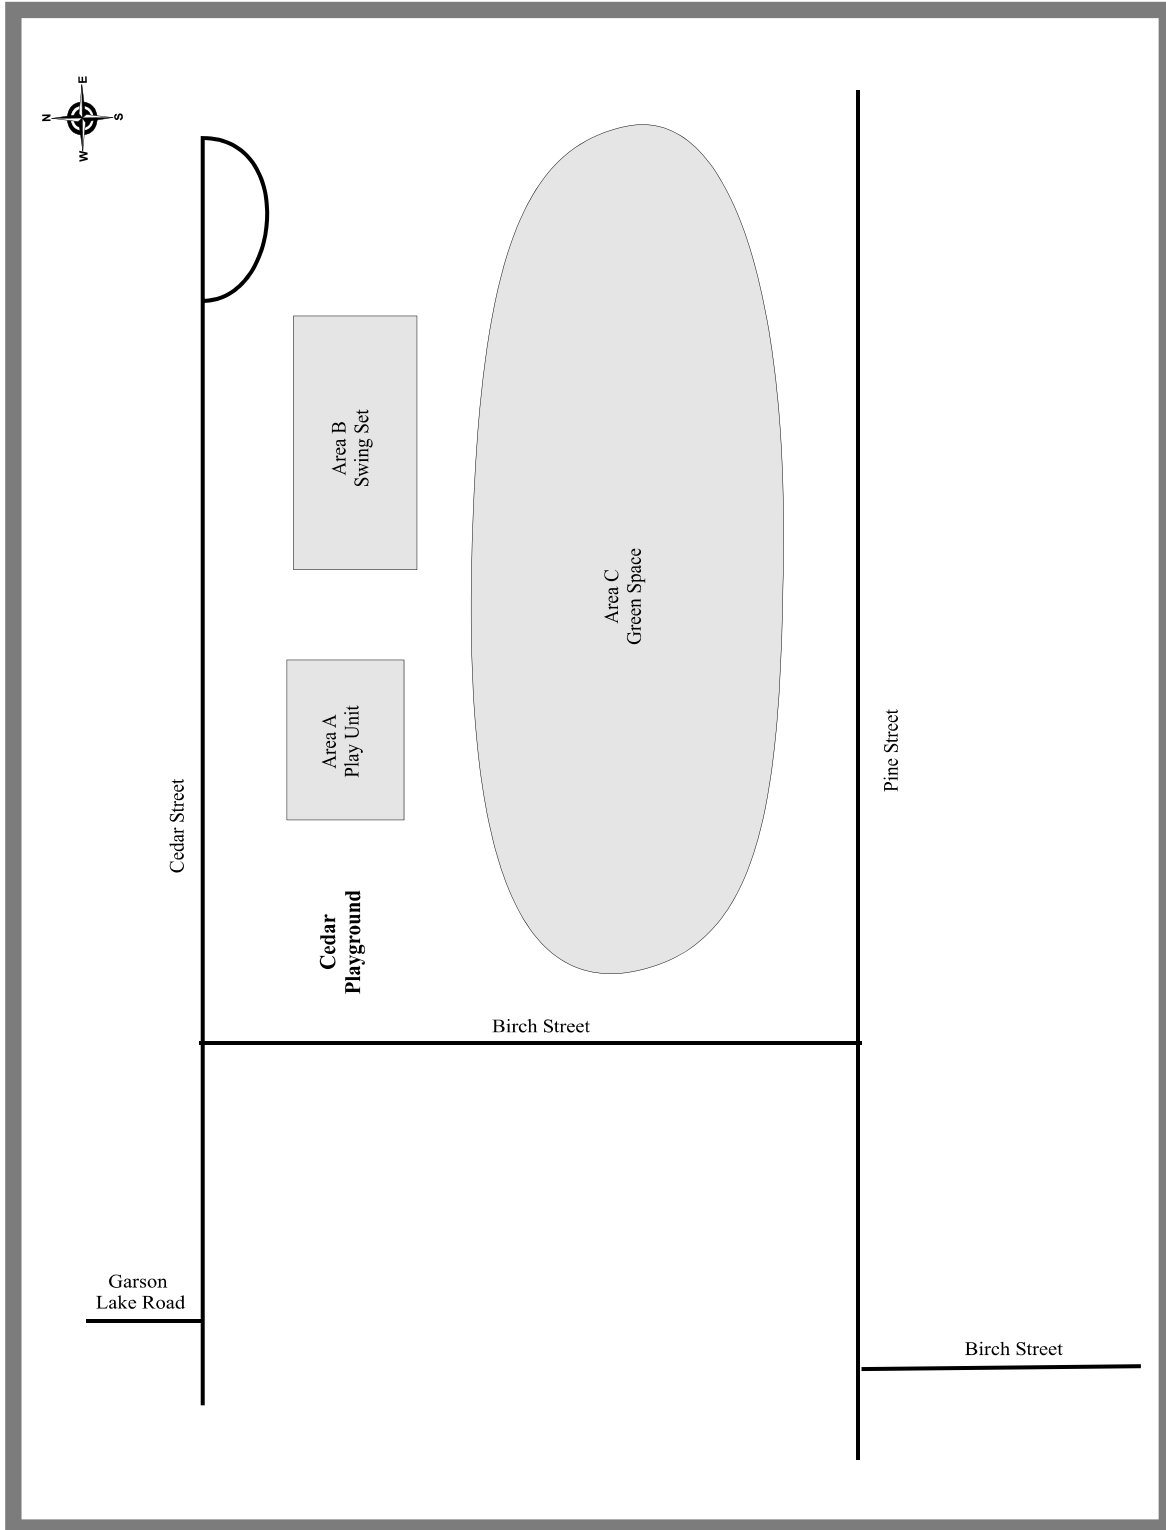 N
E
S
W
Area B
Swing Set
Area C
Green Space
Area A
Play Unit
Pine Street
Cedar Street
Cedar
Playground
Birch Street
Garson
Lake Road
Birch Street